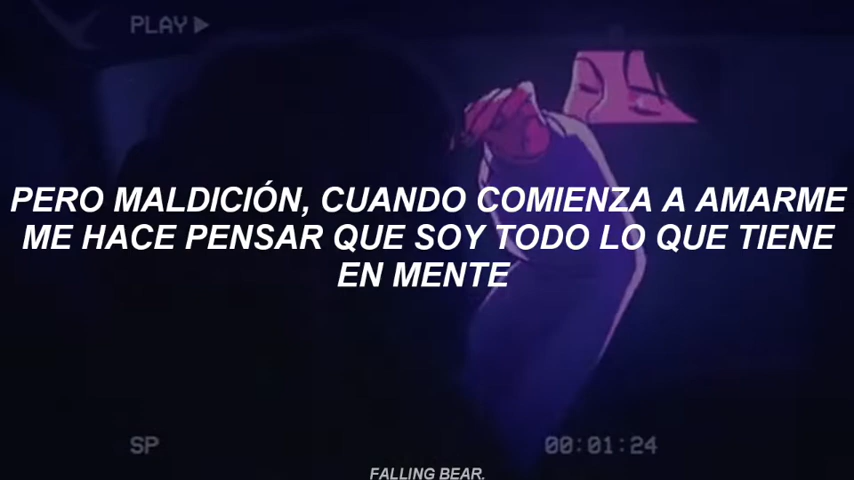 PLAY
PERO MALDICIÓN, CUANDO COMIENZA A AMARME
ME HACE PENSAR QUE SOY TODO LO QUE TIENE
EN MENTE
SP
00:01:24
FALLING BEAR.